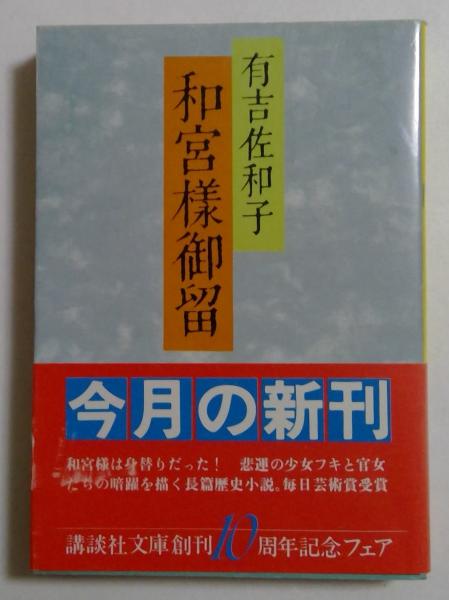 有吉佐和子
和宮様御留
今月の新刊
和宮様は身替りだった! 悲運の少女フキと官女
たちの暗躍を描く長篇歴史小説。毎日芸術賞受賞
講談社文庫創刊10周年記念フェア